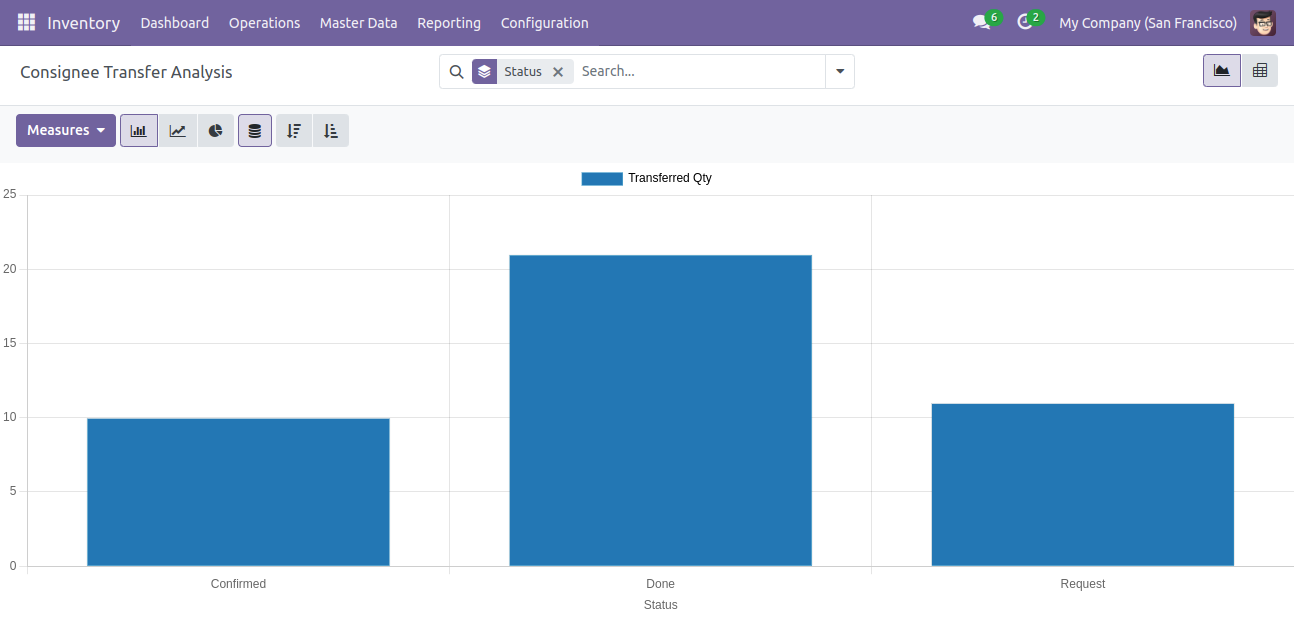 Inventory Dashboard Operations Master Data Reporting Configuration 6 2 My Company (San Francisco)
Consignee Transfer Analysis Status Search...
Measures
Transferred Qty
25
20
15
10
5
0
Confirmed Done Request
Status